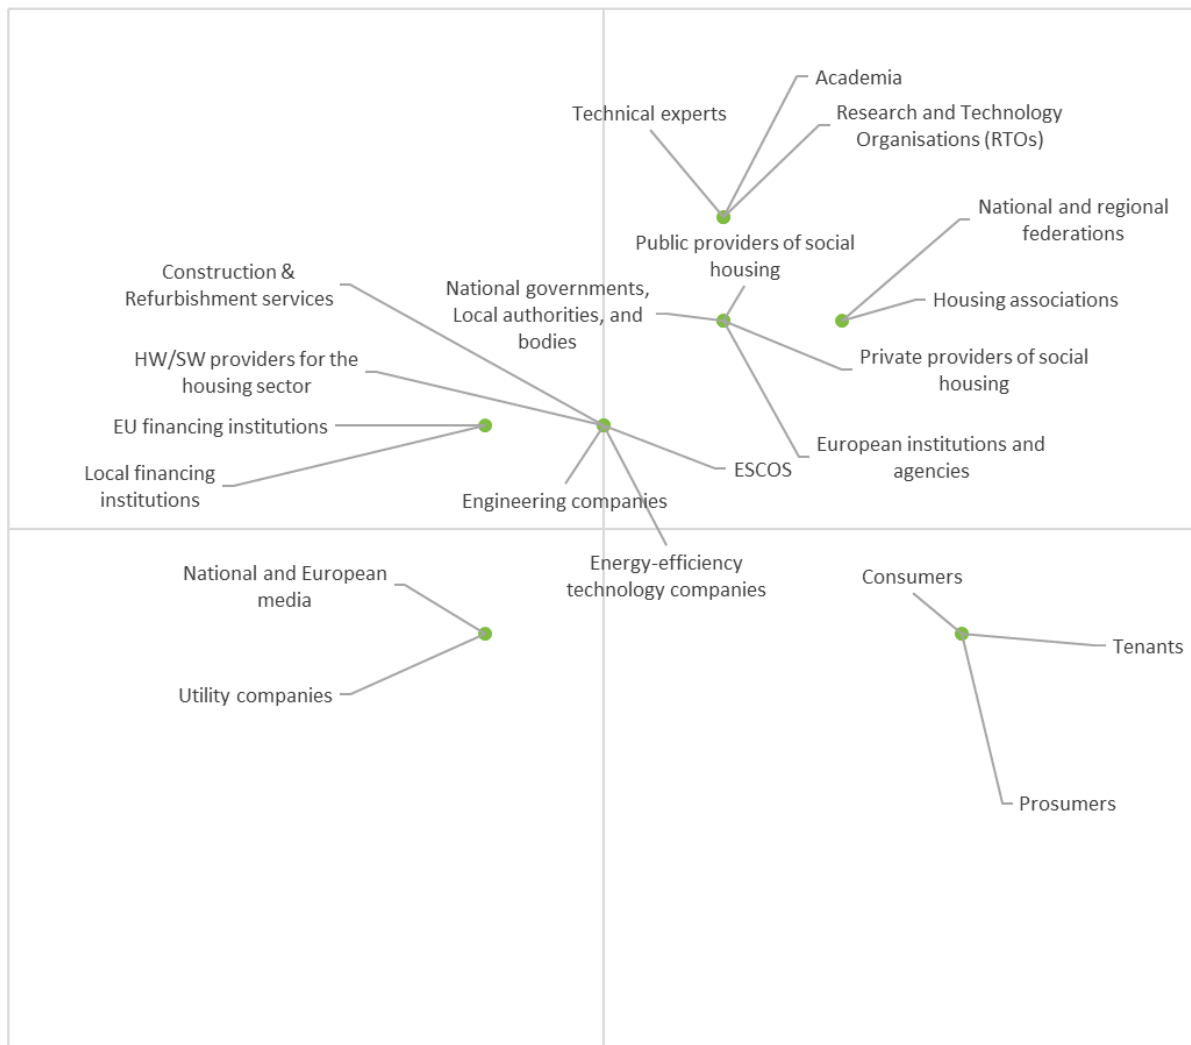 Academia
Technical experts
Research and Technology
Organisations (RTOs)
National and regional
federations
Public providers of social
housing
Construction &
Refurbishment services
National governments,
Local authorities, and
bodies
Housing associations
HW/SW providers for the
housing sector
Private providers of social
housing
EU financing institutions
European institutions and
agencies
Local financing
institutions
ESCOS
Engineering companies
Energy-efficiency
technology companies
National and European
media
Consumers
Tenants
Utility companies
Prosumers